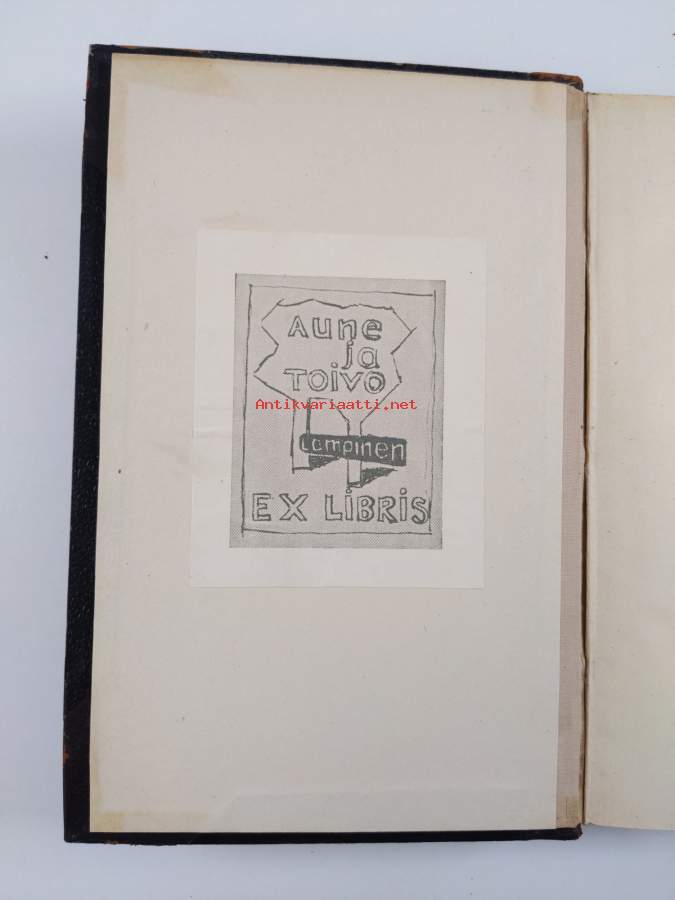 Aune
ja
TOiVO
Antikvariaatti.net
Lampinen
EX LiBRiS